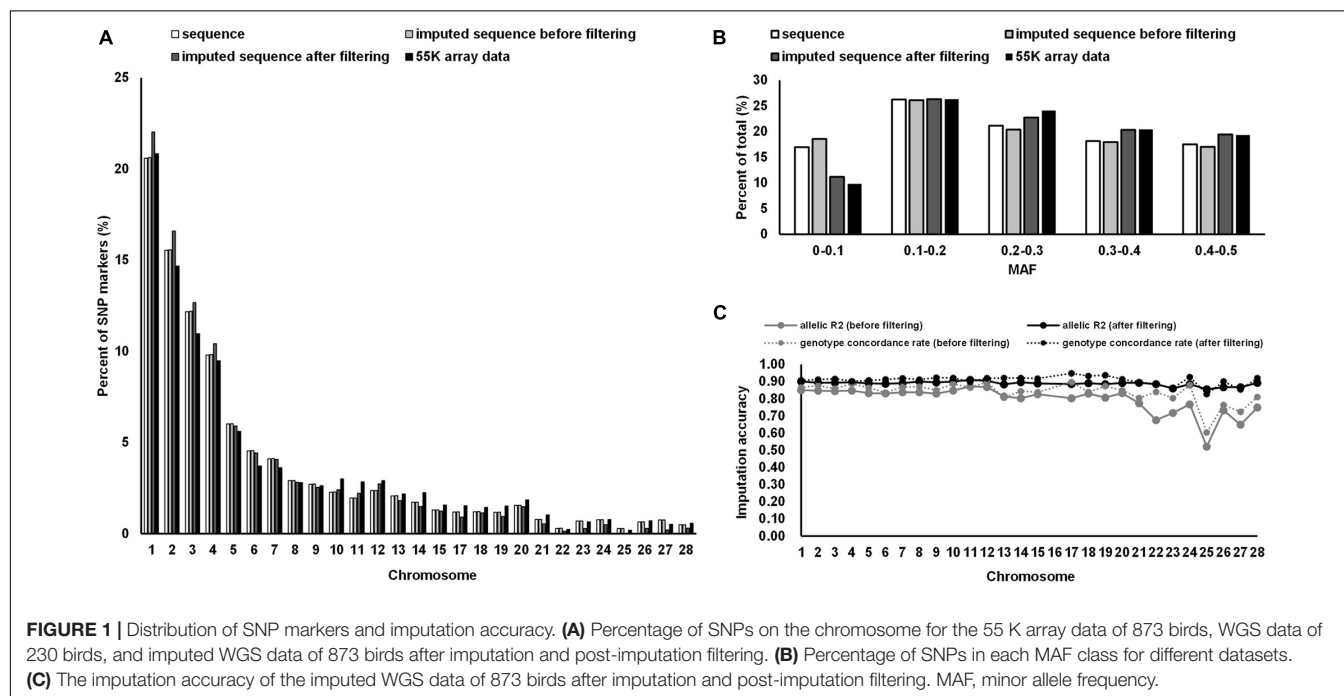 A
sequence
imputed sequence before filtering
imputed sequence after filtering
55K array data
Percent of SNP markers (%)
25
20
15
10
5
0
1 2 3 4 5 6 7 8 9 10 11 12 13 14 15 17 18 19 20 21 22 23 24 25 26 27 28
Chromosome
B
sequence
imputed sequence before filtering
imputed sequence after filtering
55K array data
Percent of total (%)
30
25
20
15
10
5
0
0-0.1 0.1-0.2 0.2-0.3 0.3-0.4 0.4-0.5
MAF
C
allelic R2 (before filtering)
allelic R2 (after filtering)
genotype concordance rate (before filtering)
genotype concordance rate (after filtering)
Imputation accuracy
1.00
0.90
0.80
0.70
0.60
0.50
0.40
0.30
0.20
0.10
0.00
1 2 3 4 5 6 7 8 9 10 11 12 13 14 15 17 18 19 20 21 22 23 24 25 26 27 28
Chromosome
FIGURE 1 | Distribution of SNP markers and imputation accuracy. (A) Percentage of SNPs on the chromosome for the 55 K array data of 873 birds, WGS data of
230 birds, and imputed WGS data of 873 birds after imputation and post-imputation filtering. (B) Percentage of SNPs in each MAF class for different datasets.
(C) The imputation accuracy of the imputed WGS data of 873 birds after imputation and post-imputation filtering. MAF, minor allele frequency.